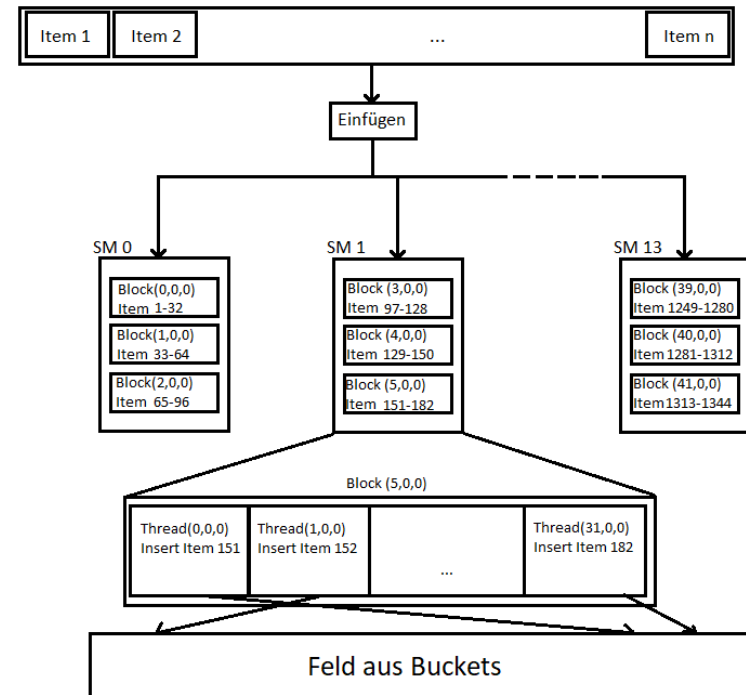 Item 1 Item 2 ... Item n
Einfügen
SM 0
Block(0,0,0)
Item 1-32
Block(1,0,0)
Item 33-64
Block(2,0,0)
Item 65-96
SM 1
Block (3,0,0)
Item 97-128
Block (4,0,0)
Item 129-150
Block (5,0,0)
Item 151-182
SM 13
Block (39,0,0)
Item 1249-1280
Block (40,0,0)
Item 1281-1312
Block (41,0,0)
Item1313-1344
Block (5,0,0)
Thread(0,0,0)
Insert Item 151
Thread(1,0,0)
Insert Item 152
...
Thread(31,0,0)
Insert Item 182
Feld aus Buckets